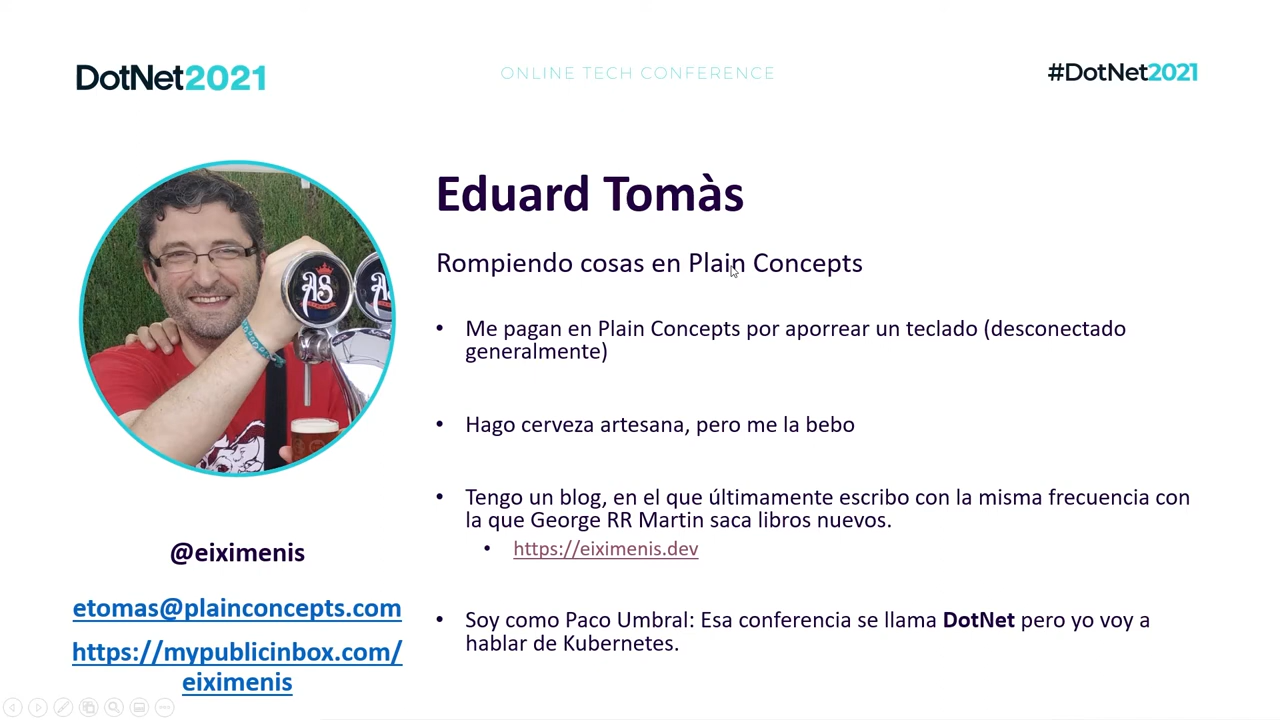 DotNet2021
ONLINE TECH CONFERENCE
#DotNet2021
Eduard Tomàs
Rompiendo cosas en Plain Concepts
• Me pagan en Plain Concepts por aporrear un teclado (desconectado
generalmente)
• Hago cerveza artesana, pero me la bebo
• Tengo un blog, en el que últimamente escribo con la misma frecuencia con
la que George RR Martin saca libros nuevos.
• https://eiximenis.dev
• Soy como Paco Umbral: Esa conferencia se llama DotNet pero yo voy a
hablar de Kubernetes.
AS
AS
@eiximenis
etomas@plainconcepts.com
https://mypublicinbox.com/
eiximenis